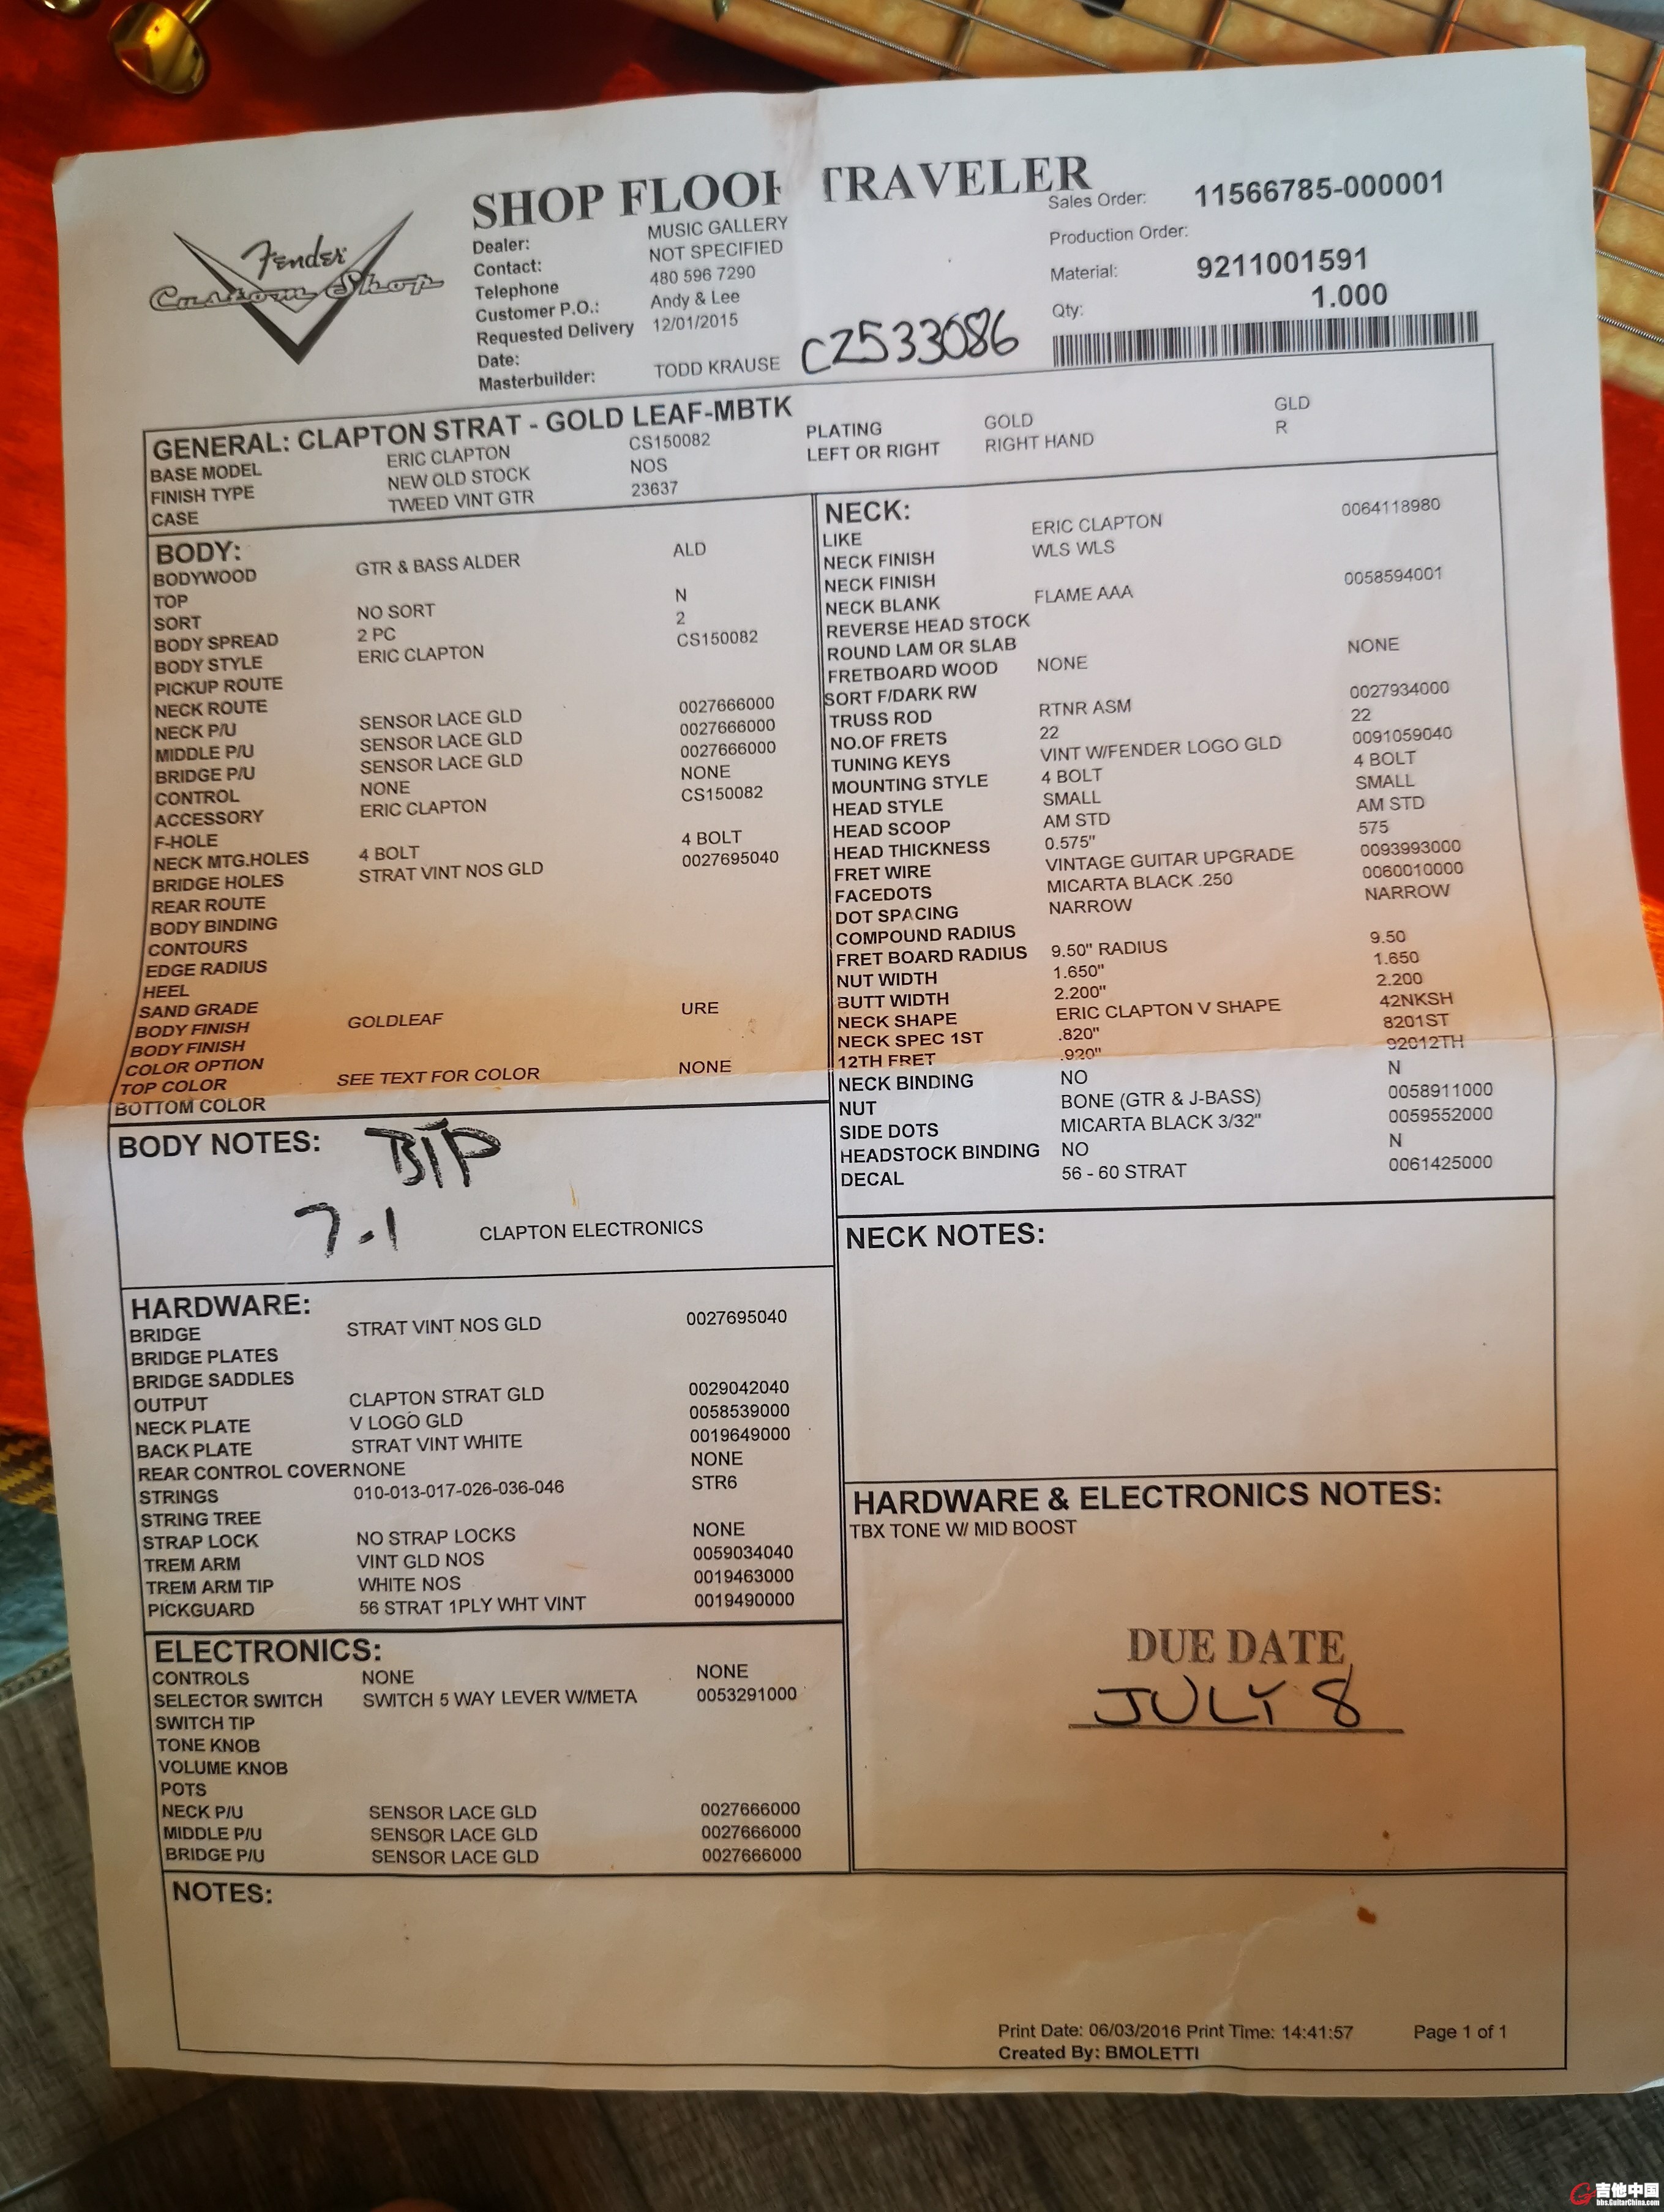 SHOP FLOOR TRAVELER
Fender
Custom Shop
Dealer: MUSIC GALLERY
Contact: NOT SPECIFIED
Telephone 480 596 7290
Customer P.O.: Andy & Lee
Requested Delivery Date: 12/01/2015
Masterbuilder: TODD KRAUSE
CZ533086
Sales Order: 11566785-000001
Production Order:
Material: 9211001591
Qty: 1.000
GENERAL: CLAPTON STRAT - GOLD LEAF-MBTK
BASE MODEL ERIC CLAPTON CS150082
FINISH TYPE NEW OLD STOCK NOS
CASE TWEED VINT GTR 23637
PLATING GOLD GLD
LEFT OR RIGHT RIGHT HAND R
BODY:
BODYWOOD GTR & BASS ALDER ALD
TOP
SORT NO SORT N
BODY SPREAD 2 PC 2
BODY STYLE ERIC CLAPTON CS150082
PICKUP ROUTE
NECK ROUTE
NECK P/U SENSOR LACE GLD 0027666000
MIDDLE P/U SENSOR LACE GLD 0027666000
BRIDGE P/U SENSOR LACE GLD 0027666000
CONTROL NONE NONE
ACCESSORY ERIC CLAPTON CS150082
F-HOLE
NECK MTG.HOLES 4 BOLT 4 BOLT
BRIDGE HOLES STRAT VINT NOS GLD 0027695040
REAR ROUTE
BODY BINDING
CONTOURS
EDGE RADIUS
HEEL
SAND GRADE
BODY FINISH GOLDLEAF URE
BODY FINISH
COLOR OPTION
TOP COLOR SEE TEXT FOR COLOR NONE
BOTTOM COLOR
NECK:
LIKE ERIC CLAPTON 0064118980
NECK FINISH WLS WLS
NECK FINISH
NECK BLANK FLAME AAA 0058594001
REVERSE HEAD STOCK
ROUND LAM OR SLAB
FRETBOARD WOOD NONE NONE
SORT F/DARK RW
TRUSS ROD RTNR ASM 0027934000
NO.OF FRETS 22 22
TUNING KEYS VINT W/FENDER LOGO GLD 0091059040
MOUNTING STYLE 4 BOLT 4 BOLT
HEAD STYLE SMALL SMALL
HEAD SCOOP AM STD AM STD
HEAD THICKNESS 0.575" 575
FRET WIRE VINTAGE GUITAR UPGRADE 0093993000
FACEDOTS MICARTA BLACK .250 0060010000
DOT SPACING NARROW NARROW
COMPOUND RADIUS
FRET BOARD RADIUS 9.50" RADIUS 9.50
NUT WIDTH 1.650" 1.650
BUTT WIDTH 2.200" 2.200
NECK SHAPE ERIC CLAPTON V SHAPE 42NKSH
NECK SPEC 1ST .820" 8201ST
12TH FRET .920" 92012TH
NECK BINDING NO N
NUT BONE (GTR & J-BASS) 0058911000
SIDE DOTS MICARTA BLACK 3/32" 0059552000
HEADSTOCK BINDING NO N
DECAL 56 - 60 STRAT 0061425000
BODY NOTES: BTP
7.1 CLAPTON ELECTRONICS
NECK NOTES:
HARDWARE:
BRIDGE STRAT VINT NOS GLD 0027695040
BRIDGE PLATES
BRIDGE SADDLES
OUTPUT CLAPTON STRAT GLD 0029042040
NECK PLATE V LOGO GLD 0058539000
BACK PLATE STRAT VINT WHITE 0019649000
REAR CONTROL COVER NONE NONE
STRINGS 010-013-017-026-036-046 STR6
STRING TREE
STRAP LOCK NO STRAP LOCKS NONE
TREM ARM VINT GLD NOS 0059034040
TREM ARM TIP WHITE NOS 0019463000
PICKGUARD 56 STRAT 1PLY WHT VINT 0019490000
HARDWARE & ELECTRONICS NOTES:
TBX TONE W/ MID BOOST
DUE DATE
JULY 8
ELECTRONICS:
CONTROLS NONE NONE
SELECTOR SWITCH SWITCH 5 WAY LEVER W/META 0053291000
SWITCH TIP
TONE KNOB
VOLUME KNOB
POTS
NECK P/U SENSOR LACE GLD 0027666000
MIDDLE P/U SENSOR LACE GLD 0027666000
BRIDGE P/U SENSOR LACE GLD 0027666000
NOTES:
Print Date: 06/03/2016 Print Time: 14:41:57 Page 1 of 1
Created By: BMOLETTI
吉他中国
bbs.GuitarChina.com